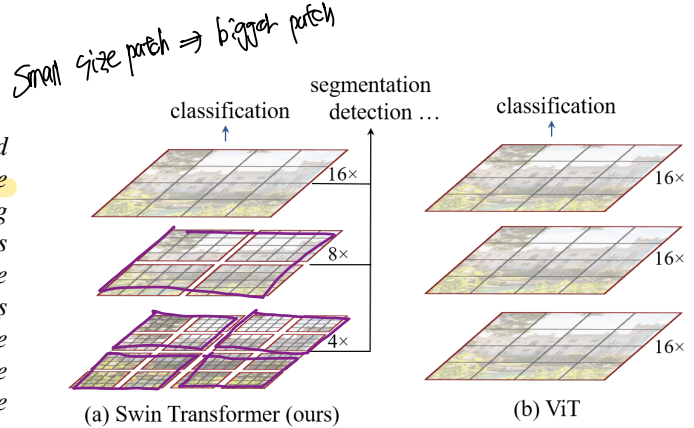 Small size patch ⇒ bigger patch
segmentation
classification
detection ...
classification
d
e
g
s
e
s
e
e
e
16×
8×
4×
16×
16×
16×
(a) Swin Transformer (ours)
(b) ViT